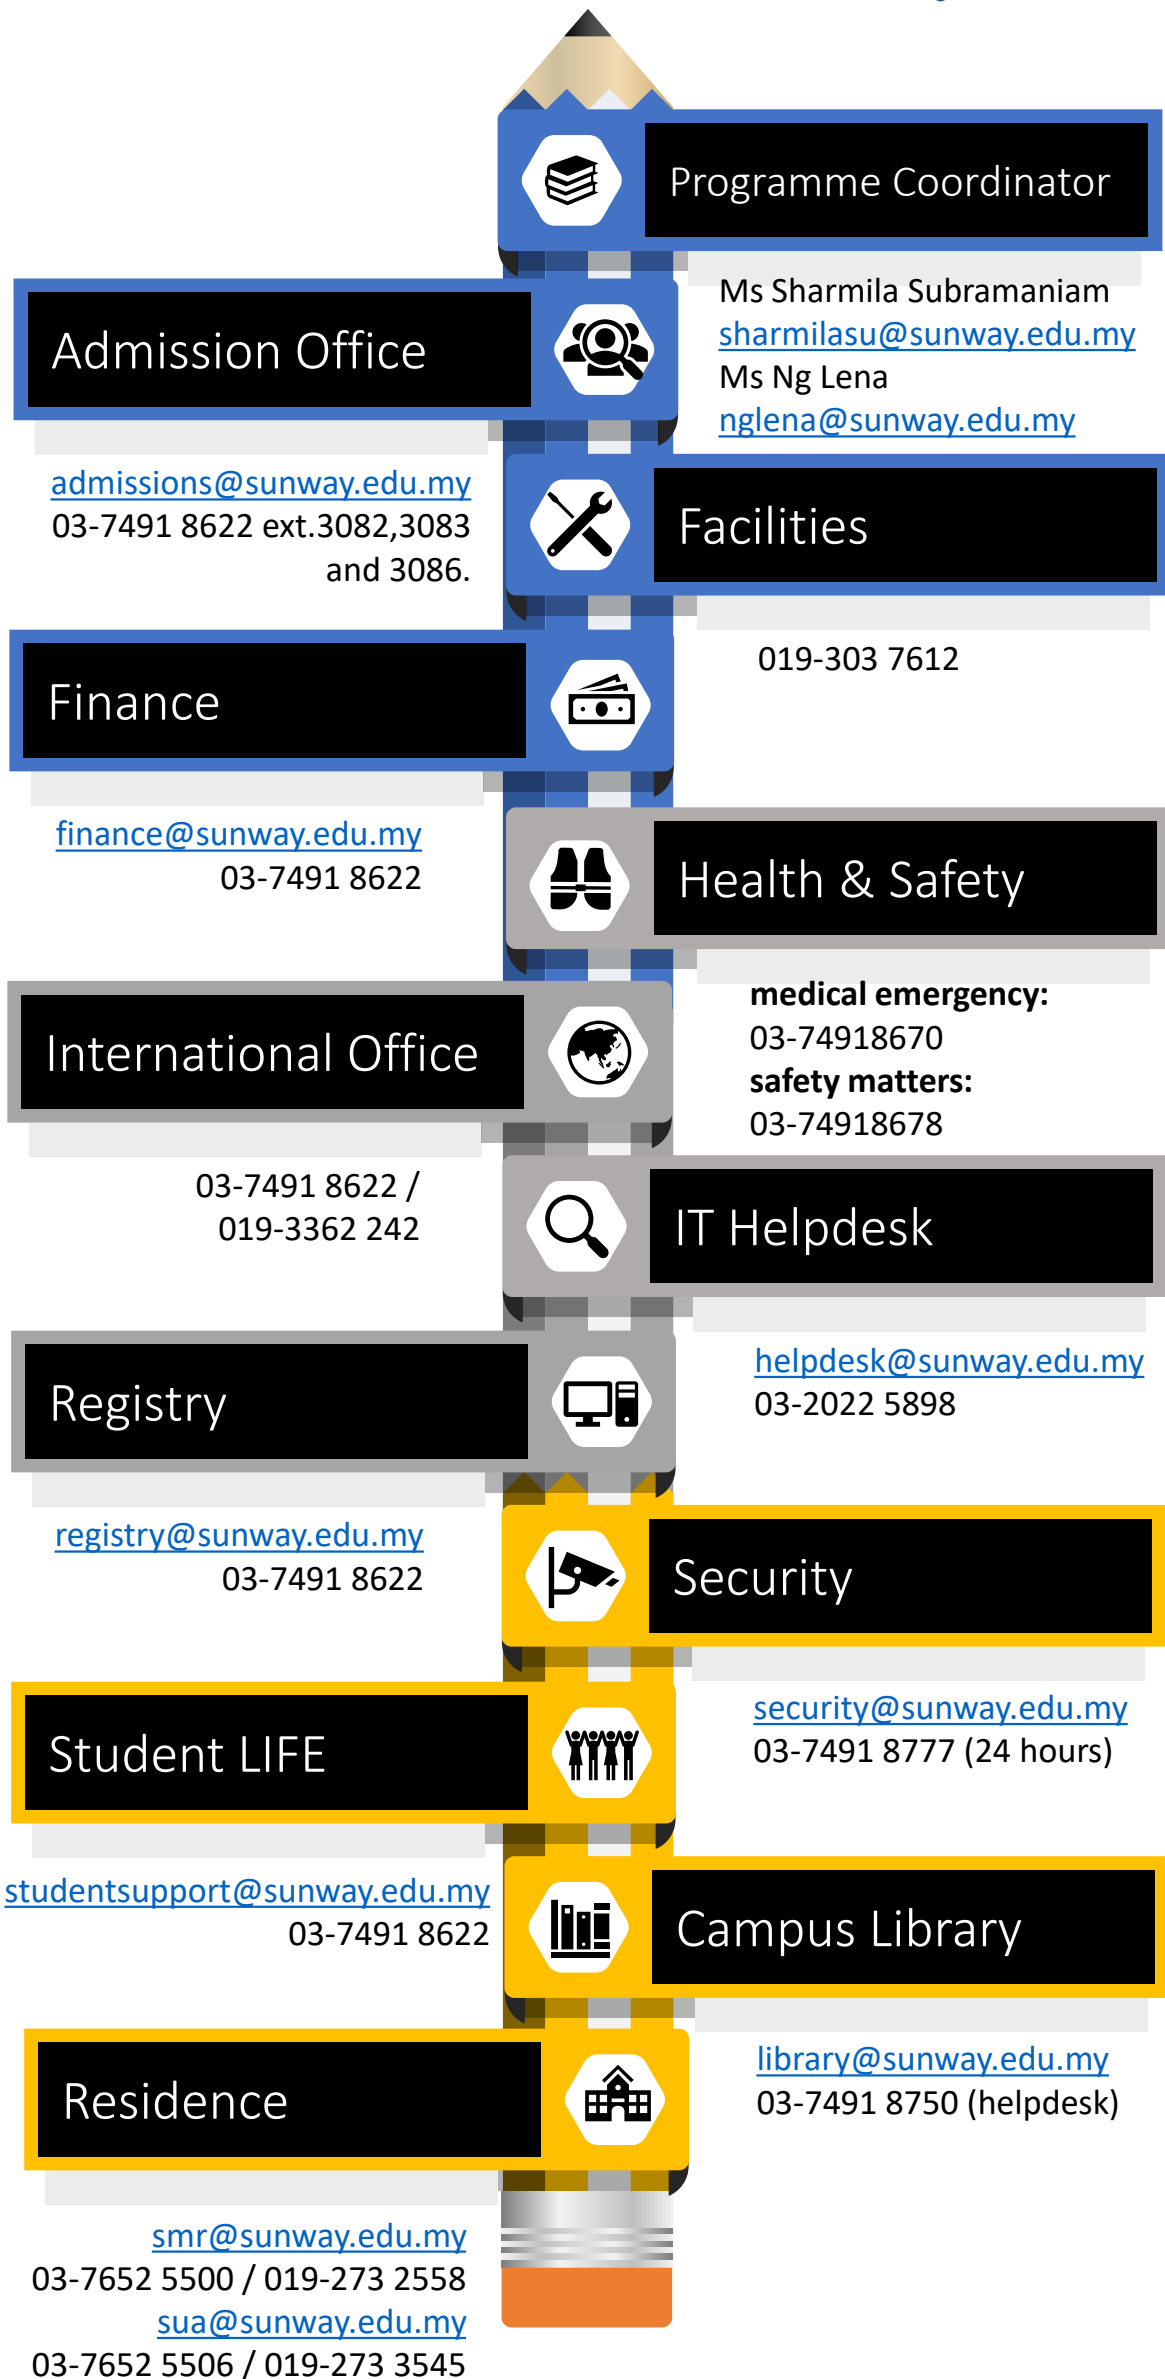 Programme Coordinator
Ms Sharmila Subramaniam
sharmilasu@sunway.edu.my
Ms Ng Lena
nglena@sunway.edu.my
Admission Office
admissions@sunway.edu.my
03-7491 8622 ext.3082,3083
and 3086.
Facilities
019-303 7612
Finance
finance@sunway.edu.my
03-7491 8622
Health & Safety
medical emergency:
03-74918670
safety matters:
03-74918678
International Office
03-7491 8622 /
019-3362 242
IT Helpdesk
helpdesk@sunway.edu.my
03-2022 5898
Registry
registry@sunway.edu.my
03-7491 8622
Security
security@sunway.edu.my
03-7491 8777 (24 hours)
Student LIFE
studentsupport@sunway.edu.my
03-7491 8622
Campus Library
library@sunway.edu.my
03-7491 8750 (helpdesk)
Residence
smr@sunway.edu.my
03-7652 5500 / 019-273 2558
sua@sunway.edu.my
03-7652 5506 / 019-273 3545